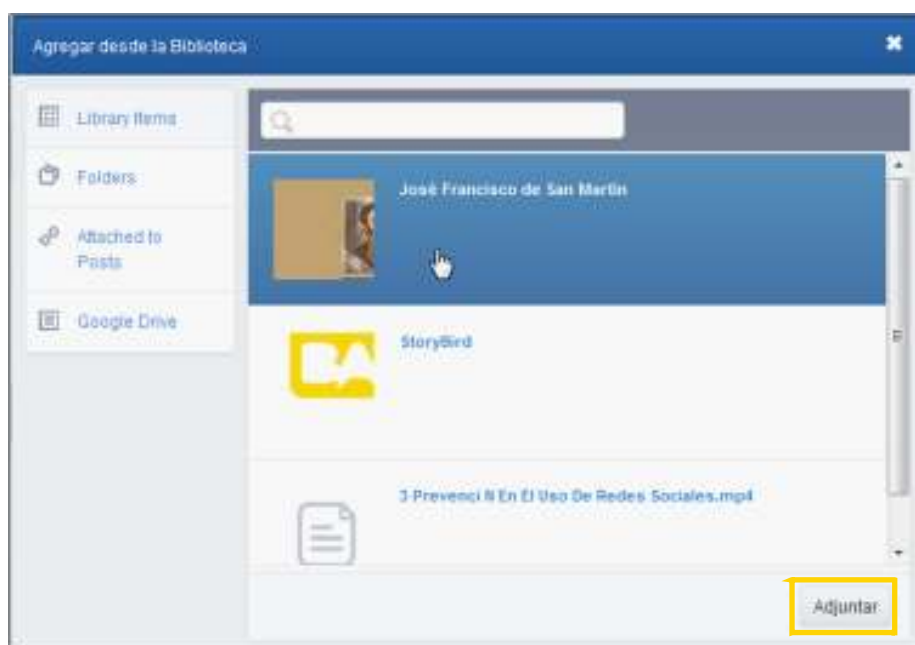 Agregar desde la Biblioteca
Library Items
Folders
Attached to
Posts
Google Drive
José Francisco de San Martín
StoryBird
3 Prevenci N En El Uso De Redes Sociales.mp4
Adjuntar